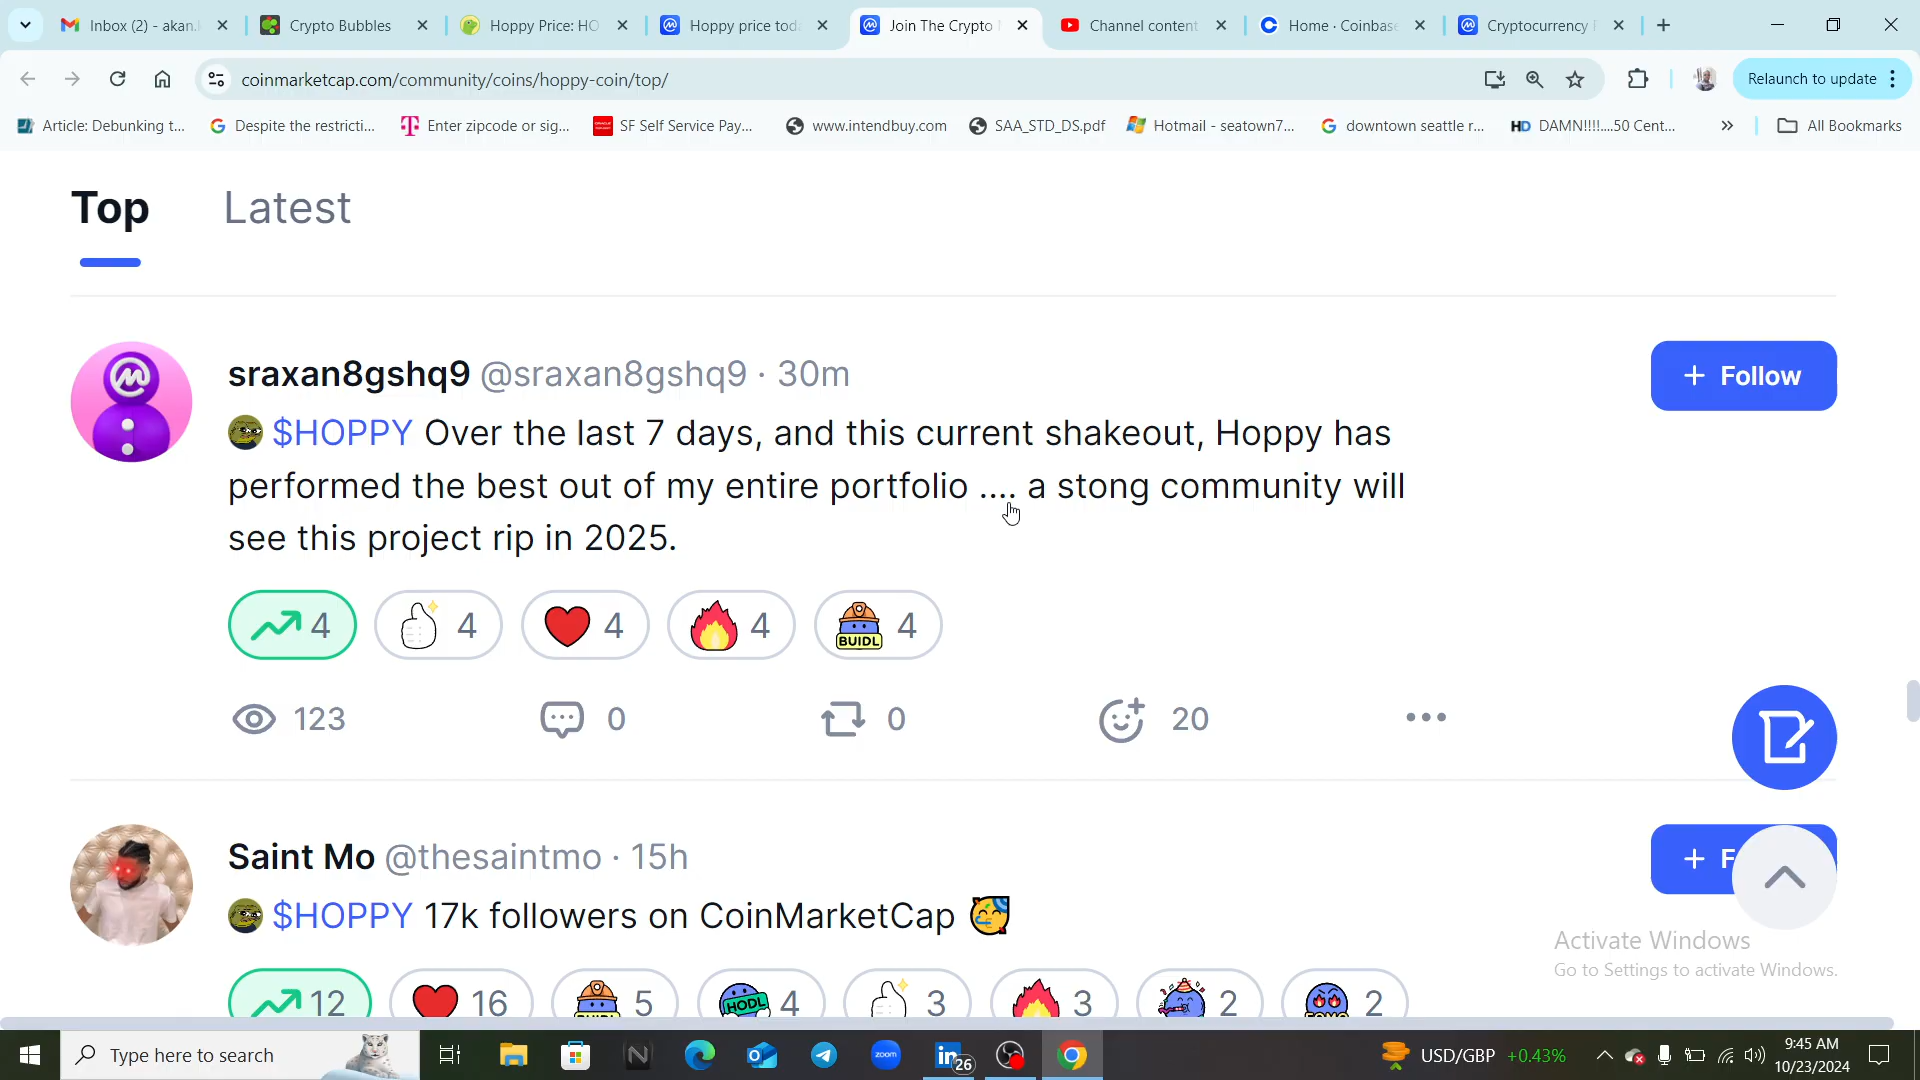 Inbox (2) - akan.
Crypto Bubbles
Hoppy Price: HO
Hoppy price toda
Join The Crypto
Channel content
Home · Coinbase
Cryptocurrency
coinmarketcap.com/community/coins/hoppy-coin/top/
Relaunch to update
Article: Debunking t...
Despite the restricti...
Enter zipcode or sig...
SF Self Service Pay...
www.intendbuy.com
SAA_STD_DS.pdf
Hotmail - seatown7...
downtown seattle r...
HD
DAMN!!!!....50 Cent...
All Bookmarks
Top
Latest
sraxan8gshq9 @sraxan8gshq9 · 30m
+ Follow
$HOPPY Over the last 7 days, and this current shakeout, Hoppy has
performed the best out of my entire portfolio .... a stong community will
see this project rip in 2025.
4
4
4
4
BUIDL 4
123
0
0
20
Saint Mo @thesaintmo · 15h
+ F
$HOPPY 17k followers on CoinMarketCap
12
16
BUIDL 5
HODL 4
3
3
2
2
Activate Windows
Go to Settings to activate Windows.
Type here to search
zoom
in 26
USD/GBP +0.43%
9:45 AM
10/23/2024